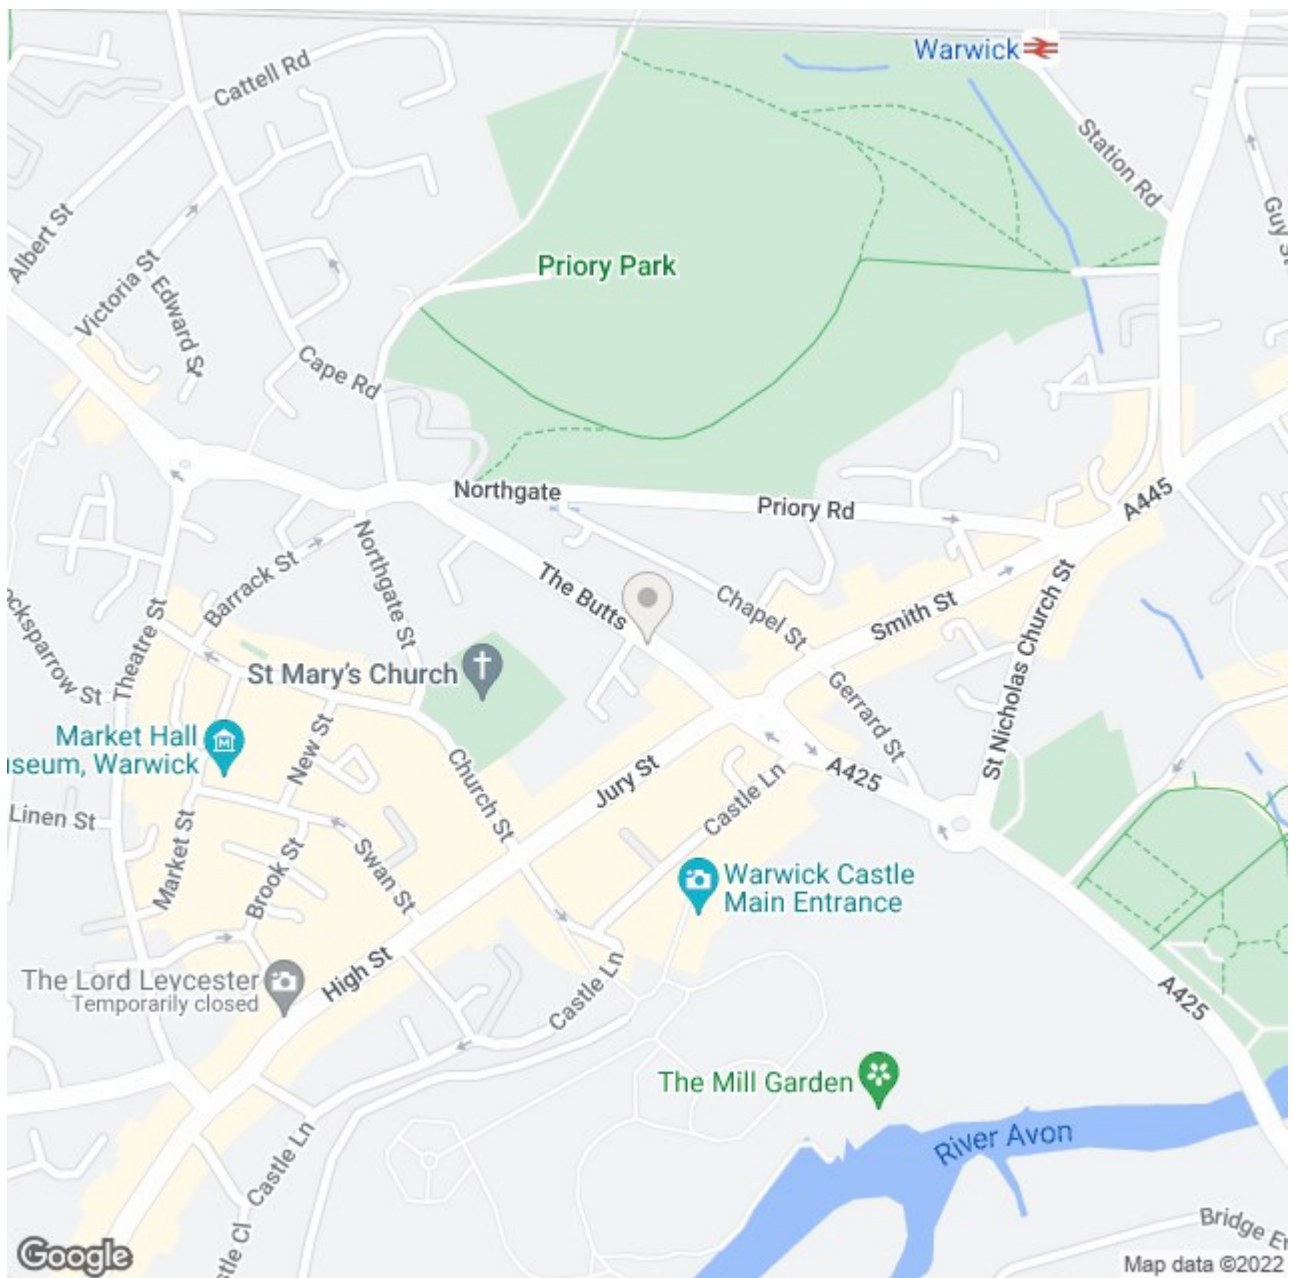 Warwick
Cattell Rd
Station Rd
Guy St
Albert St
Victoria St
Edward St
Priory Park
Cape Rd
Northgate
Priory Rd
A445
Northgate St
Barrack St
The Butts
Chapel St
Smith St
St Nicholas Church St
ocksparrow St
Theatre St
St Mary's Church
Gerrard St
Market Hall
useum, Warwick
New St
Church St
Jury St
Castle Ln
A425
Linen St
Market St
Brook St
Swan St
Warwick Castle
Main Entrance
The Lord Leycester
Temporarily closed
High St
Castle Ln
A425
The Mill Garden
River Avon
Castle Ln
stle Cl
Bridge E
Google
Map data ©2022